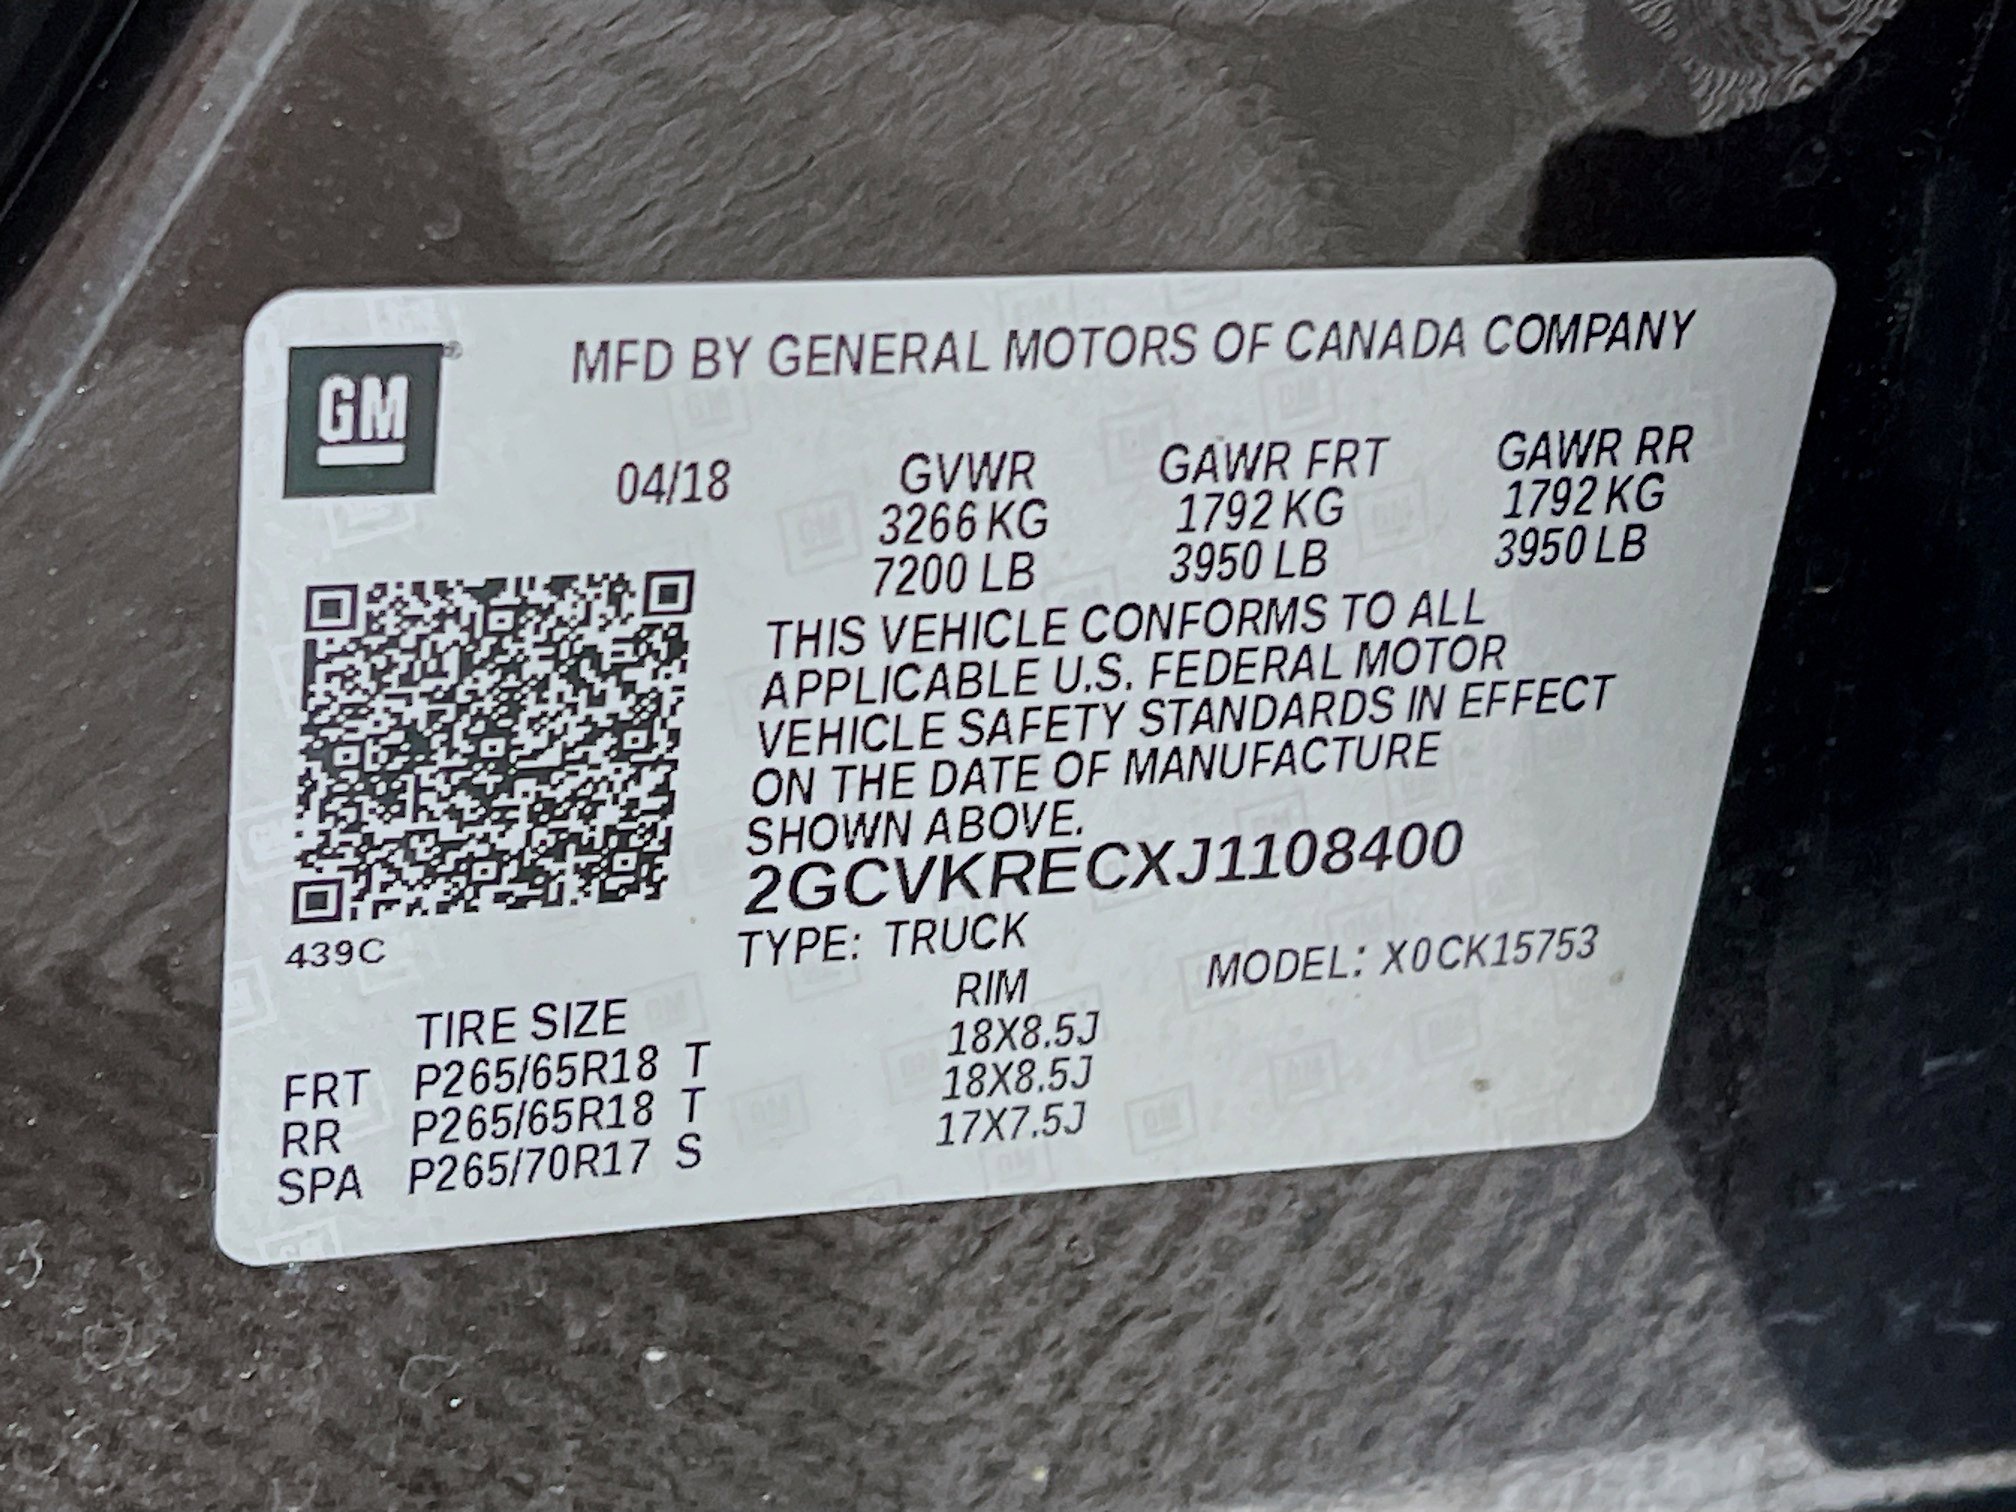 MFD BY GENERAL MOTORS OF CANADA COMPANY
GM
04/18 GVWR GAWR FRT GAWR RR
3266 KG 1792 KG 1792 KG
7200 LB 3950 LB 3950 LB
THIS VEHICLE CONFORMS TO ALL
APPLICABLE U.S. FEDERAL MOTOR
VEHICLE SAFETY STANDARDS IN EFFECT
ON THE DATE OF MANUFACTURE
SHOWN ABOVE.
2GCVKRECXJ1108400
439C
TYPE: TRUCK MODEL: X0CK15753
TIRE SIZE RIM
FRT P265/65R18 T 18X8.5J
RR P265/65R18 T 18X8.5J
SPA P265/70R17 S 17X7.5J